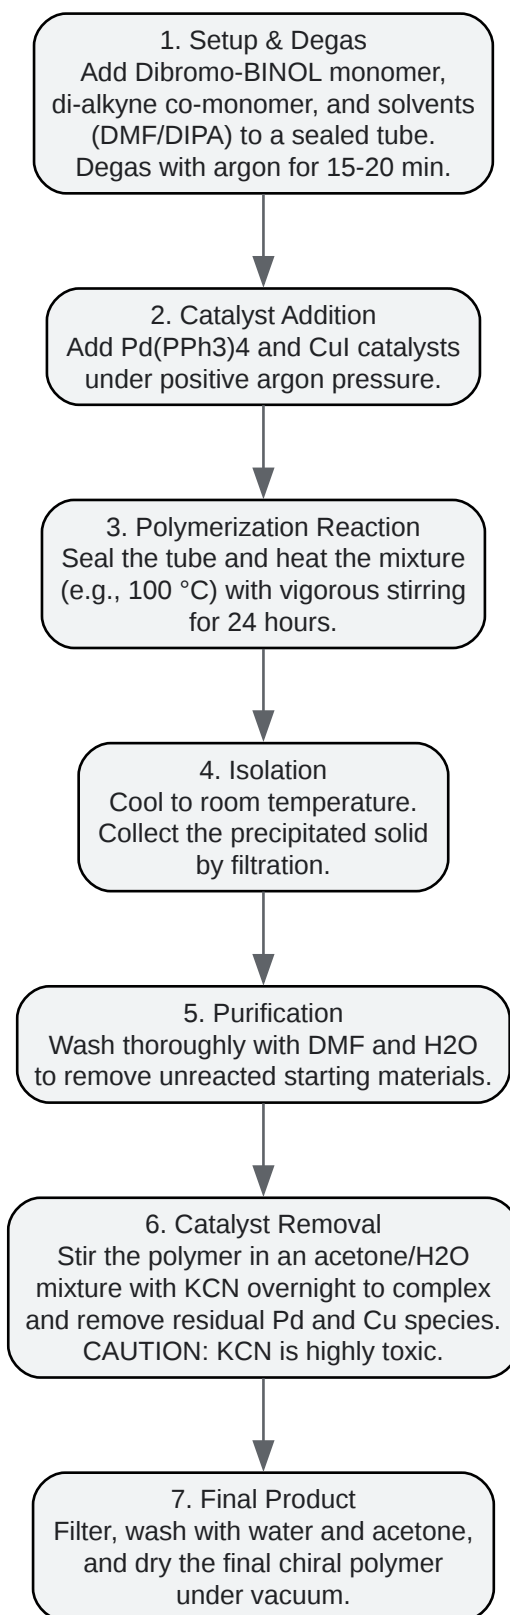 1. Setup & Degas
Add Dibromo-BINOL monomer,
di-alkyne co-monomer, and solvents
(DMF/DIPA) to a sealed tube.
Degas with argon for 15-20 min.
2. Catalyst Addition
Add Pd(PPh3)4 and CuI catalysts
under positive argon pressure.
3. Polymerization Reaction
Seal the tube and heat the mixture
(e.g., 100 °C) with vigorous stirring
for 24 hours.
4. Isolation
Cool to room temperature.
Collect the precipitated solid
by filtration.
5. Purification
Wash thoroughly with DMF and H2O
to remove unreacted starting materials.
6. Catalyst Removal
Stir the polymer in an acetone/H2O
mixture with KCN overnight to complex
and remove residual Pd and Cu species.
CAUTION: KCN is highly toxic.
7. Final Product
Filter, wash with water and acetone,
and dry the final chiral polymer
under vacuum.